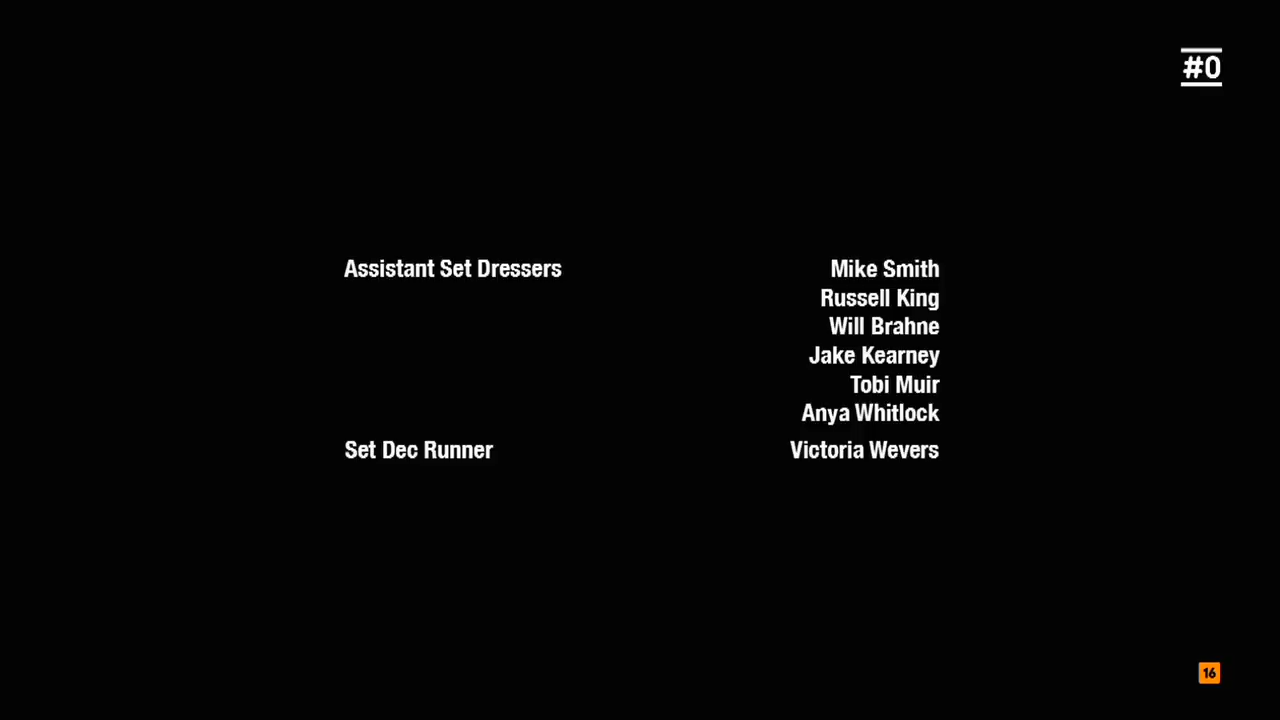 #0
Assistant Set Dressers Mike Smith
Russell King
Will Brahne
Jake Kearney
Tobi Muir
Anya Whitlock
Set Dec Runner Victoria Wevers
16